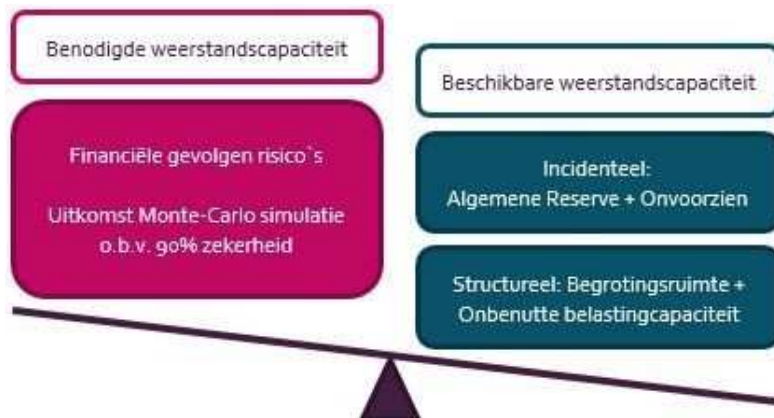 Benodigde weerstandscapaciteit
Financiële gevolgen risico`s
Uitkomst Monte-Carlo simulatie
o.b.v. 90% zekerheid
Beschikbare weerstandscapaciteit
Incidenteel:
Algemene Reserve + Onvoorzien
Structureel: Begrotingsruimte +
Onbenutte belastingcapaciteit